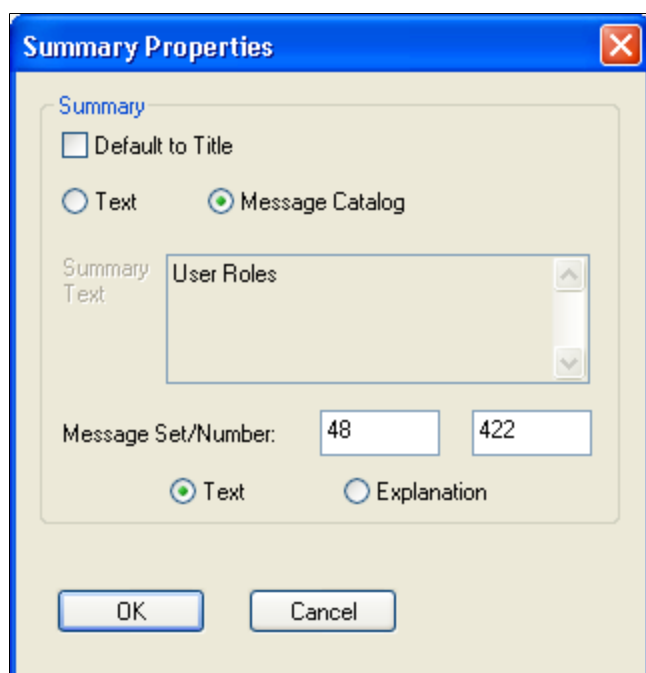 Summary Properties
Summary
Default to Title
Text Message Catalog
Summary Text
User Roles
Message Set/Number: 48 422
Text Explanation
OK Cancel